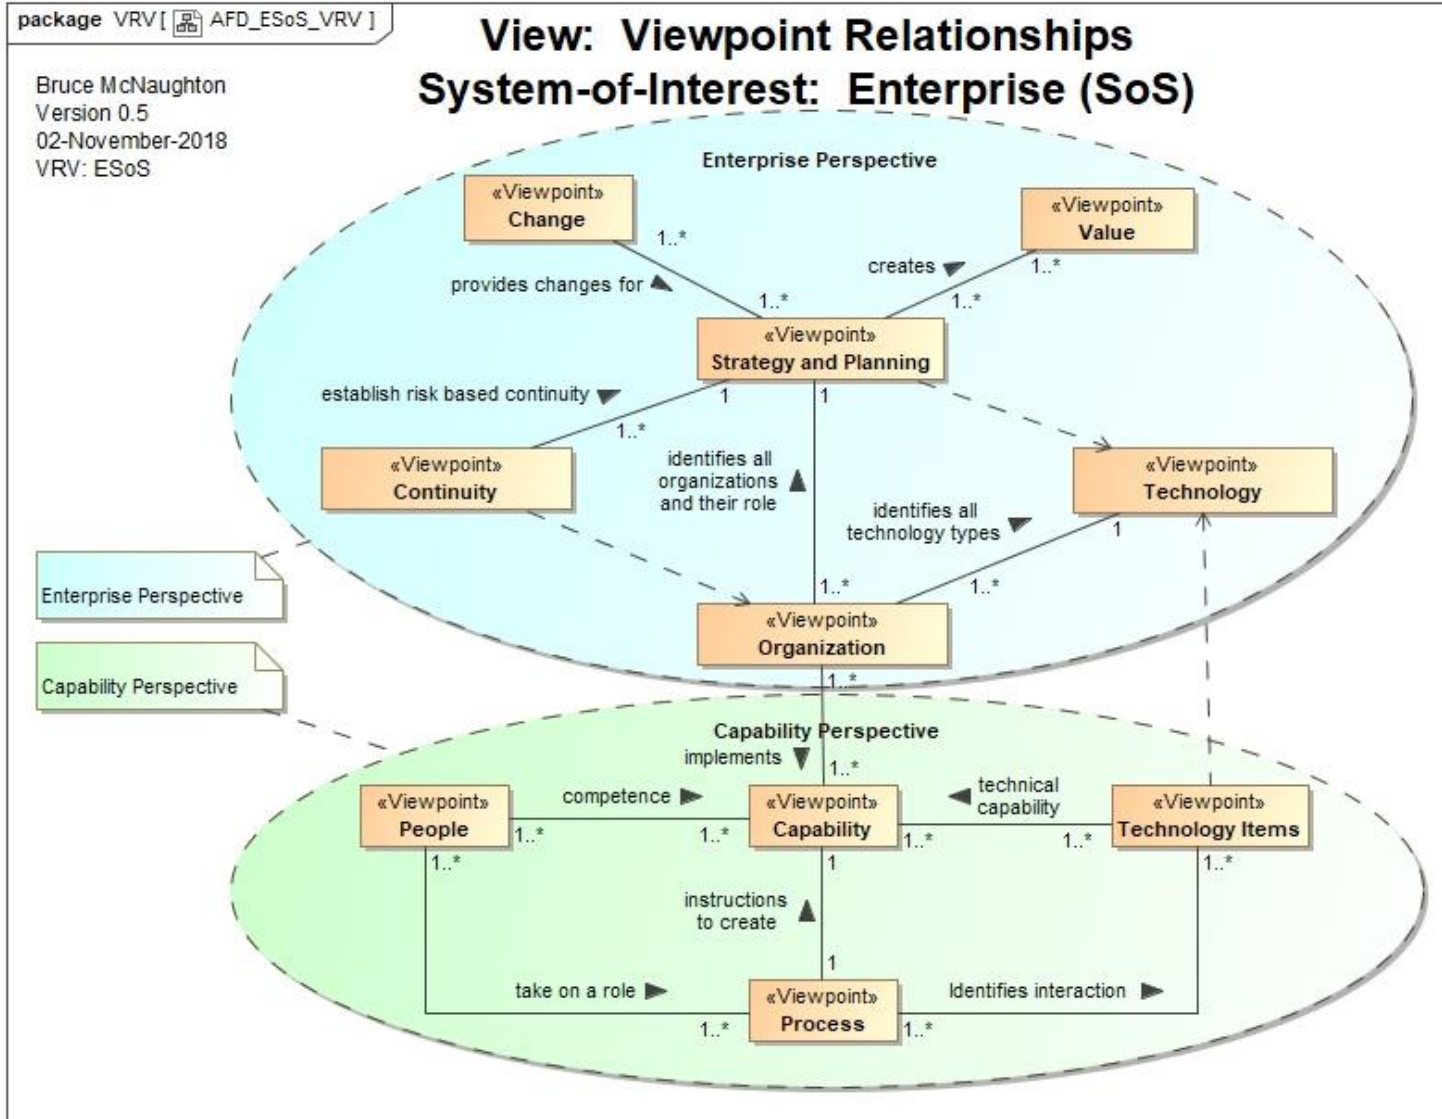 package VRV [ AFD_ESoS_VRV ]
View:  Viewpoint Relationships
System-of-Interest:  Enterprise (SoS)
Bruce McNaughton
Version 0.5
02-November-2018
VRV: ESoS
Enterprise Perspective
«Viewpoint»
Change
«Viewpoint»
Value
1..*
provides changes for
1..*
creates
1..*
1..*
«Viewpoint»
Strategy and Planning
establish risk based continuity
1
1..*
1
«Viewpoint»
Continuity
identifies all
organizations
and their role
«Viewpoint»
Technology
identifies all
technology types
1
1..*
1..*
Enterprise Perspective
«Viewpoint»
Organization
1..*
Capability Perspective
Capability Perspective
implements
1..*
«Viewpoint»
People
competence
1..*
1..*
«Viewpoint»
Capability
technical
capability
1..*
1..*
«Viewpoint»
Technology Items
1..*
1
1..*
instructions
to create
1
take on a role
1..*
«Viewpoint»
Process
Identifies interaction
1..*